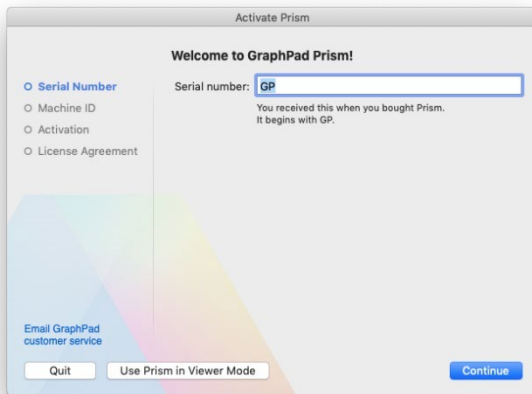 Activate Prism
Welcome to GraphPad Prism!
Serial Number
Serial number: GP
You received this when you bought Prism.
It begins with GP.
Machine ID
Activation
License Agreement
Email GraphPad
customer service
Quit
Use Prism in Viewer Mode
Continue